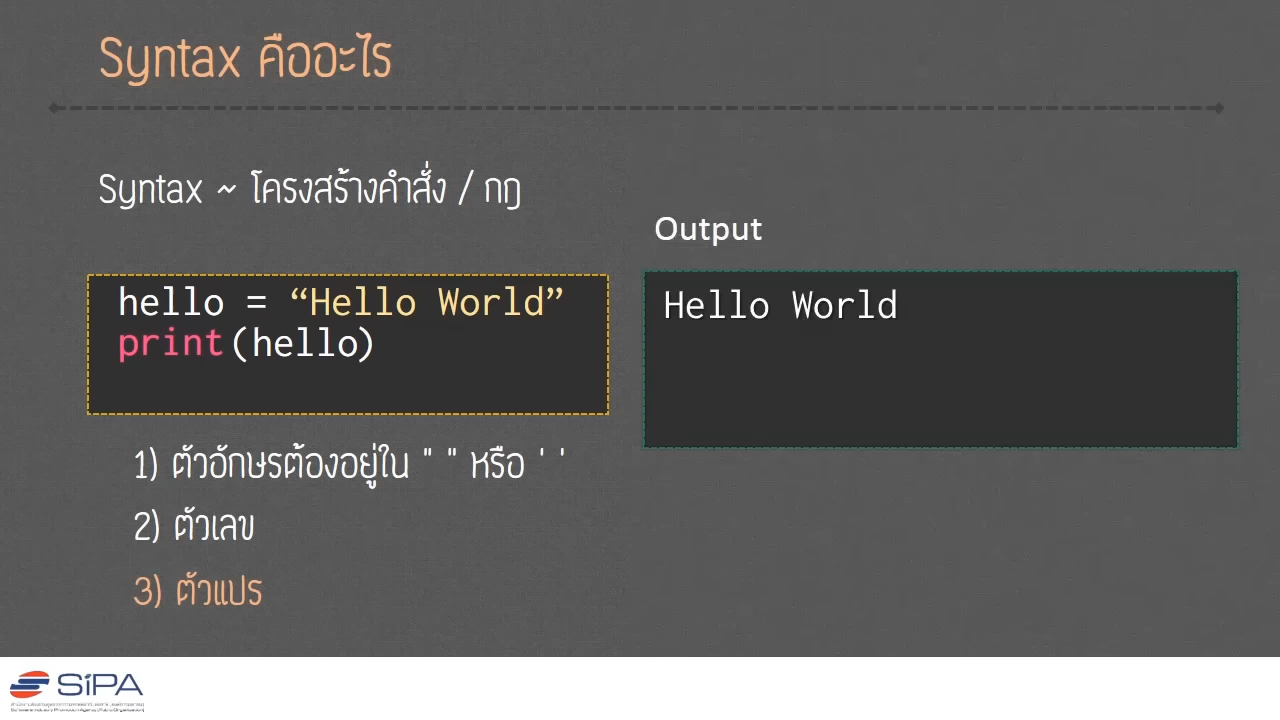 Syntax คืออะไร
Syntax ~ โครงสร้างคำสั่ง / กฎ
hello = “Hello World”
print(hello)
1) ตัวอักษรต้องอยู่ใน " " หรือ ' '
2) ตัวเลข
3) ตัวแปร
Output
Hello World
SiPA